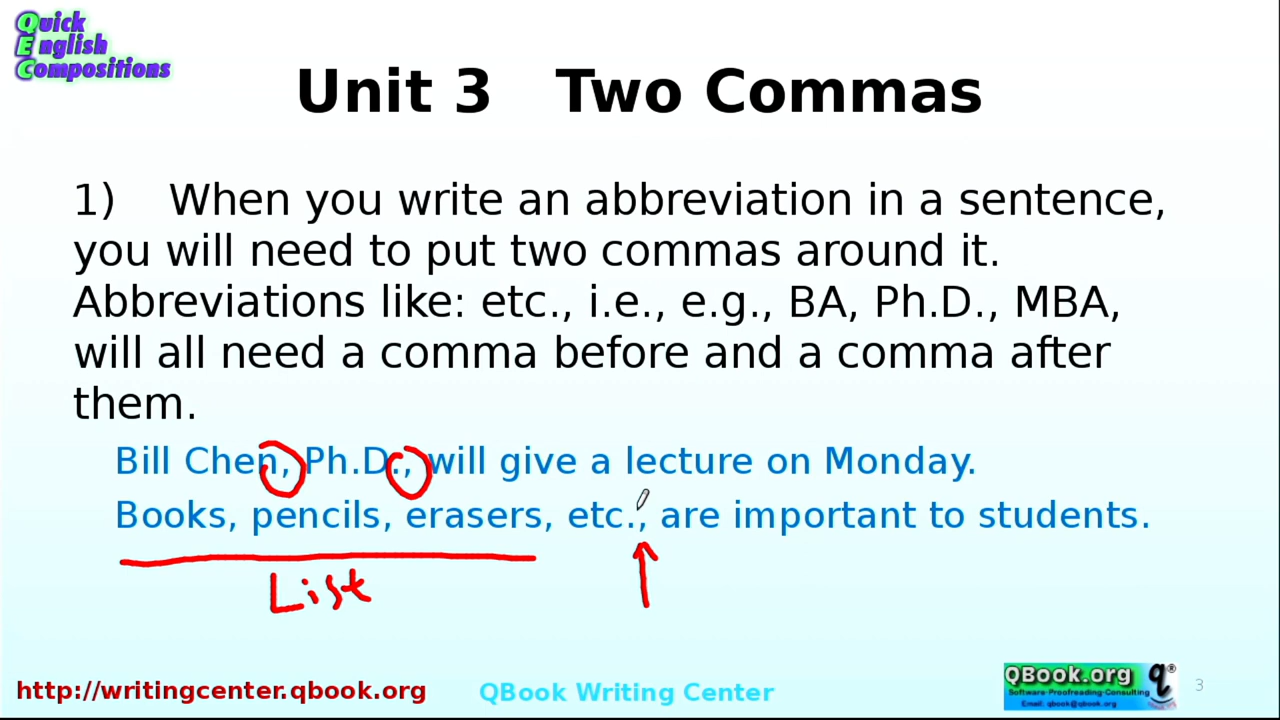 Quick
English
Compositions
Unit 3 Two Commas
1) When you write an abbreviation in a sentence,
you will need to put two commas around it.
Abbreviations like: etc., i.e., e.g., BA, Ph.D., MBA,
will all need a comma before and a comma after
them.
Bill Chen, Ph.D., will give a lecture on Monday.
Books, pencils, erasers, etc., are important to students.
List
http://writingcenter.qbook.org
QBook Writing Center
QBook.org
Software-Proofreading-Consulting
Email: qbook@qbook.org
q®
3